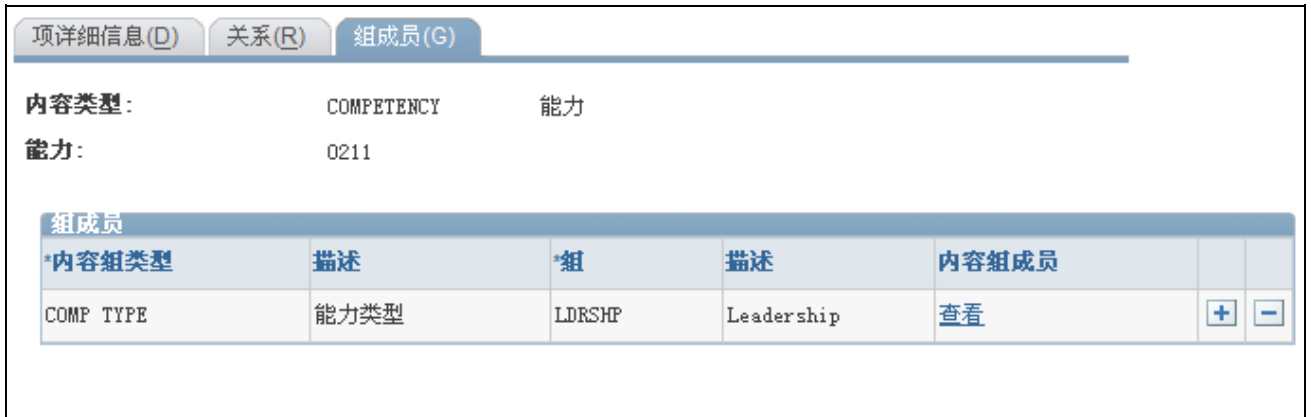 项详细信息(D) 关系(R) 组成员(G)
内容类型: COMPETENCY 能力
能力: 0211
组成员
*内容组类型 描述 *组 描述 内容组成员
COMP TYPE 能力类型 LDRSHP Leadership 查看